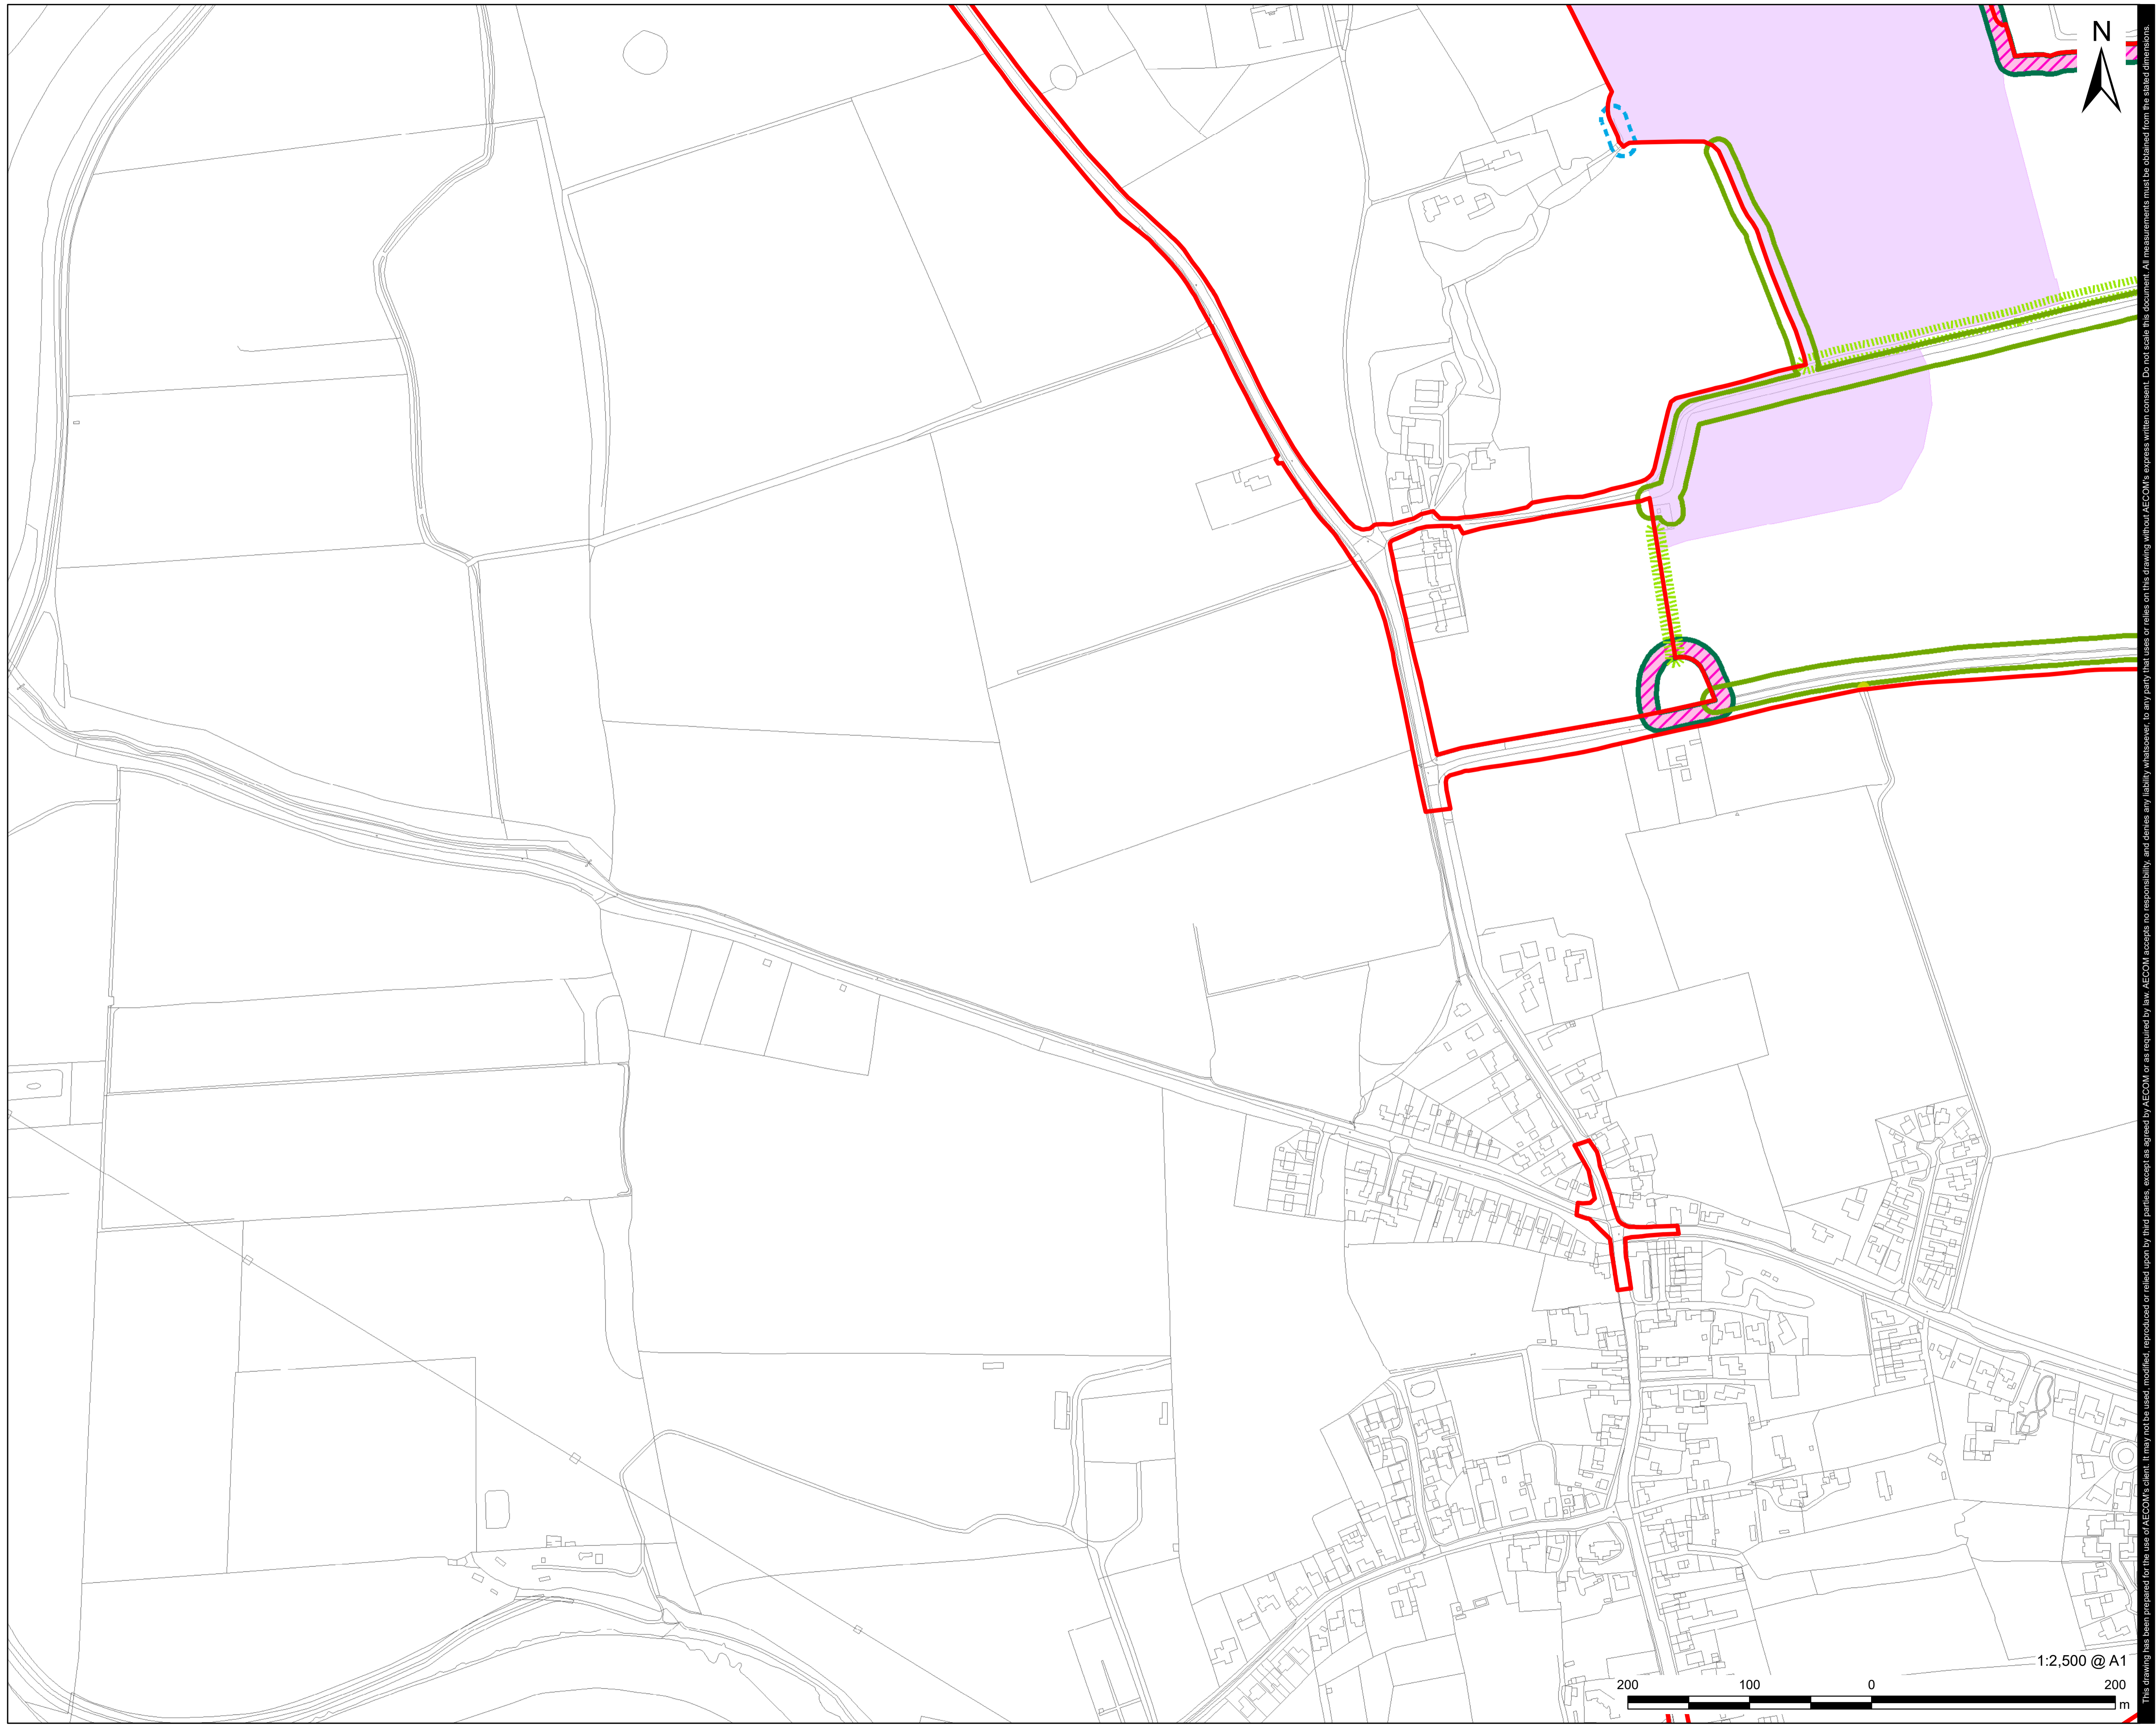 N
This drawing has been prepared for the use of AECOM's client. It may not be used, modified, reproduced or relied upon by third parties, except as agreed by AECOM or as required by law. AECOM accepts no responsibility, and denies any liability whatsoever, to any party that uses or relies on this drawing without AECOM's express written consent. Do not scale this document. All measurements must be obtained from the stated dimensions.
1:2,500 @ A1
200 100 0 200
m